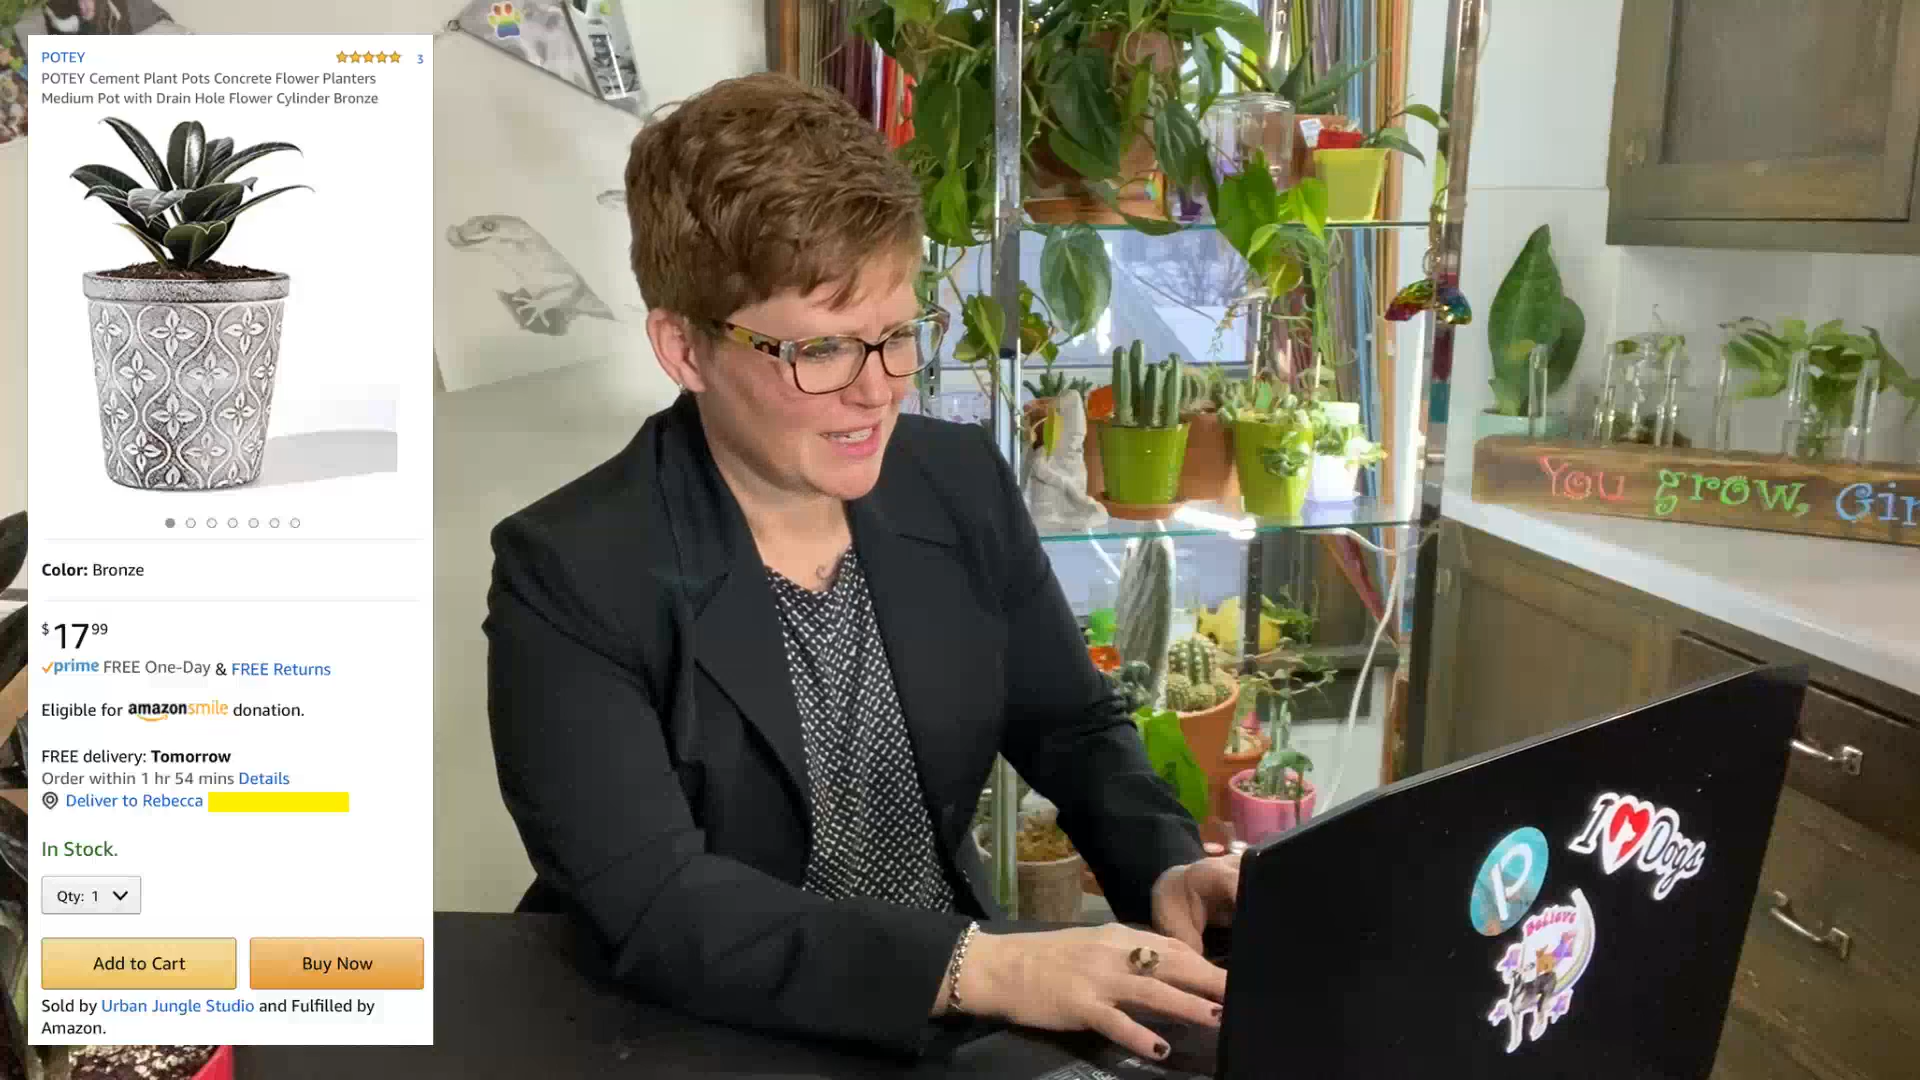 POTEY
3
POTEY Cement Plant Pots Concrete Flower Planters
Medium Pot with Drain Hole Flower Cylinder Bronze
Color: Bronze
$17.99
prime FREE One-Day & FREE Returns
Eligible for amazonsmile donation.
FREE delivery: Tomorrow
Order within 1 hr 54 mins Details
Deliver to Rebecca
In Stock.
Qty: 1
Add to Cart
Buy Now
Sold by Urban Jungle Studio and Fulfilled by
Amazon.
You grow, Gir
I Dogs
P
Believe